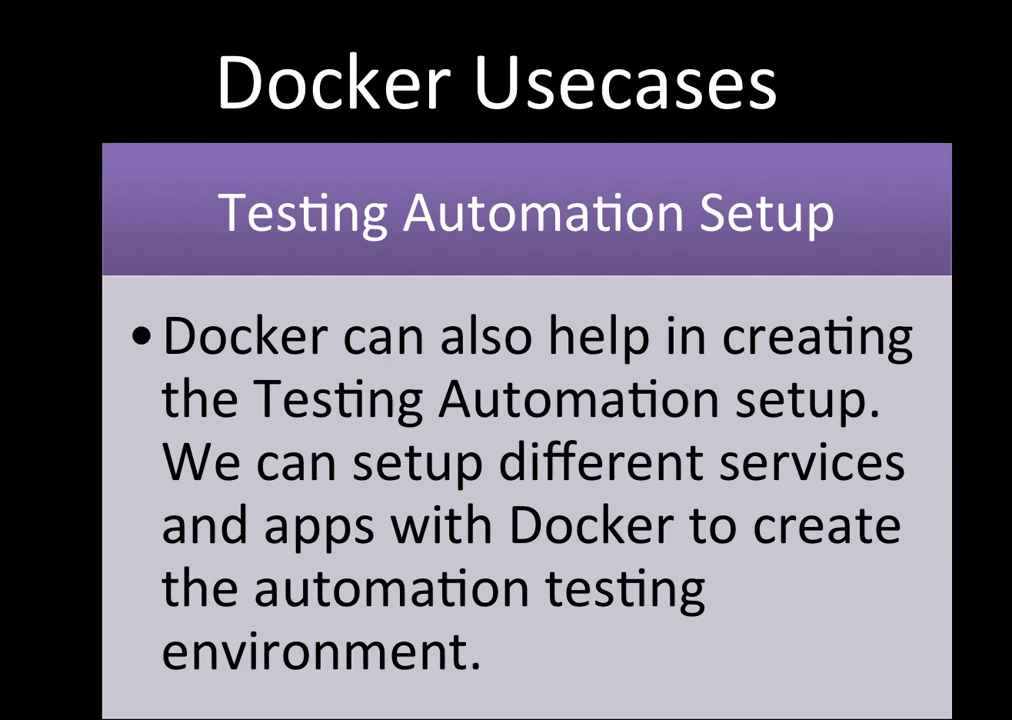 Docker Usecases
Testing Automation Setup
•Docker can also help in creating
the Testing Automation setup.
We can setup different services
and apps with Docker to create
the automation testing
environment.